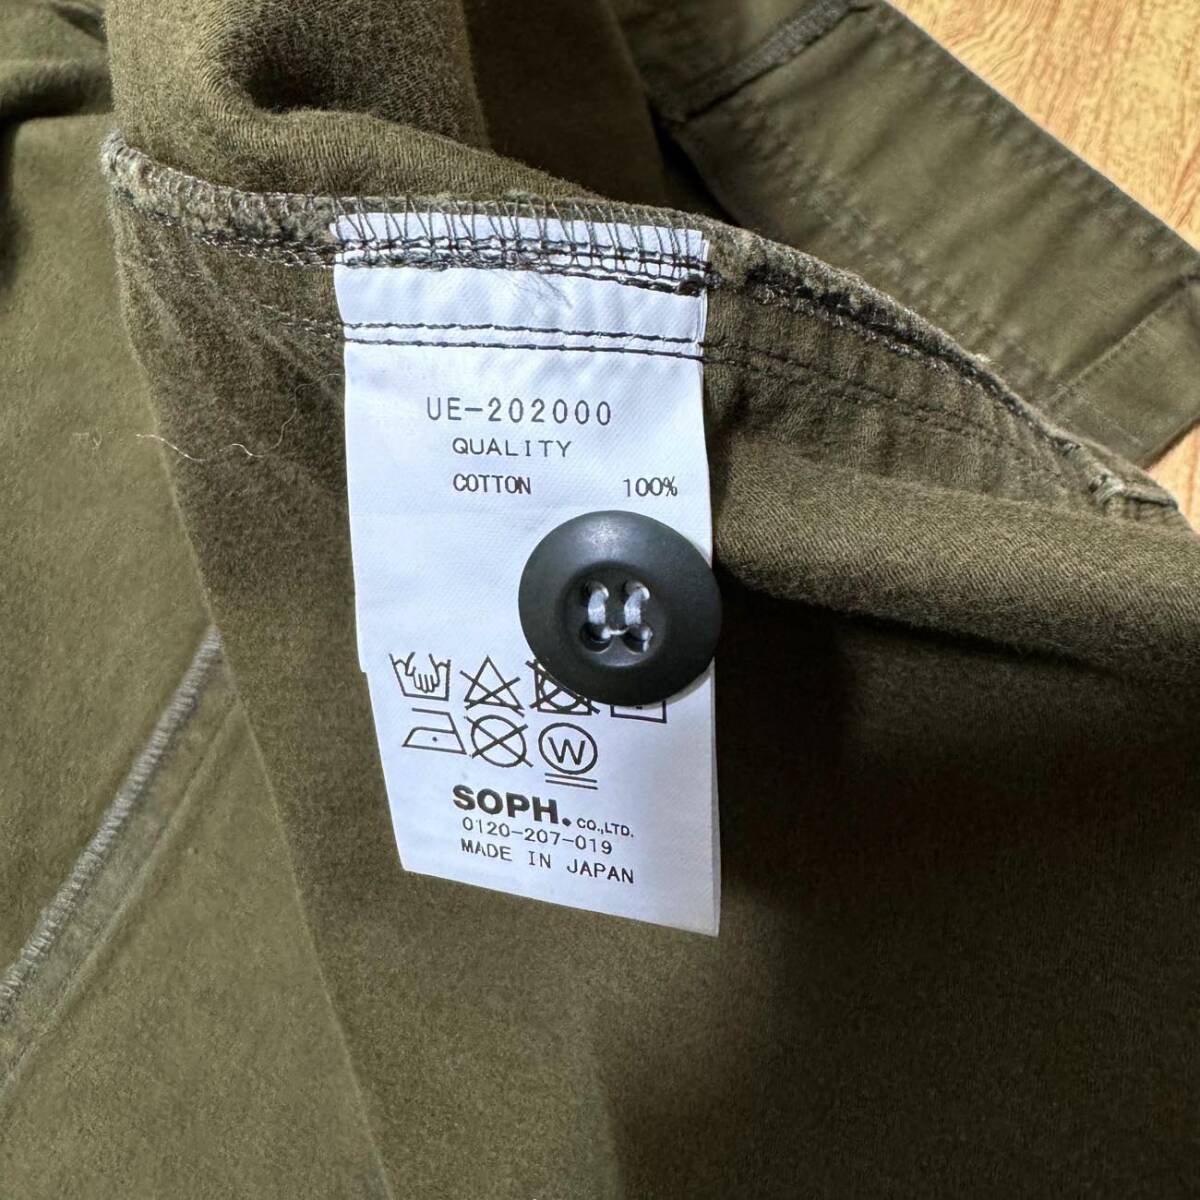 UE-202000
QUALITY
COTTON 100%
W
SOPH. CO.,LTD.
0120-207-019
MADE IN JAPAN